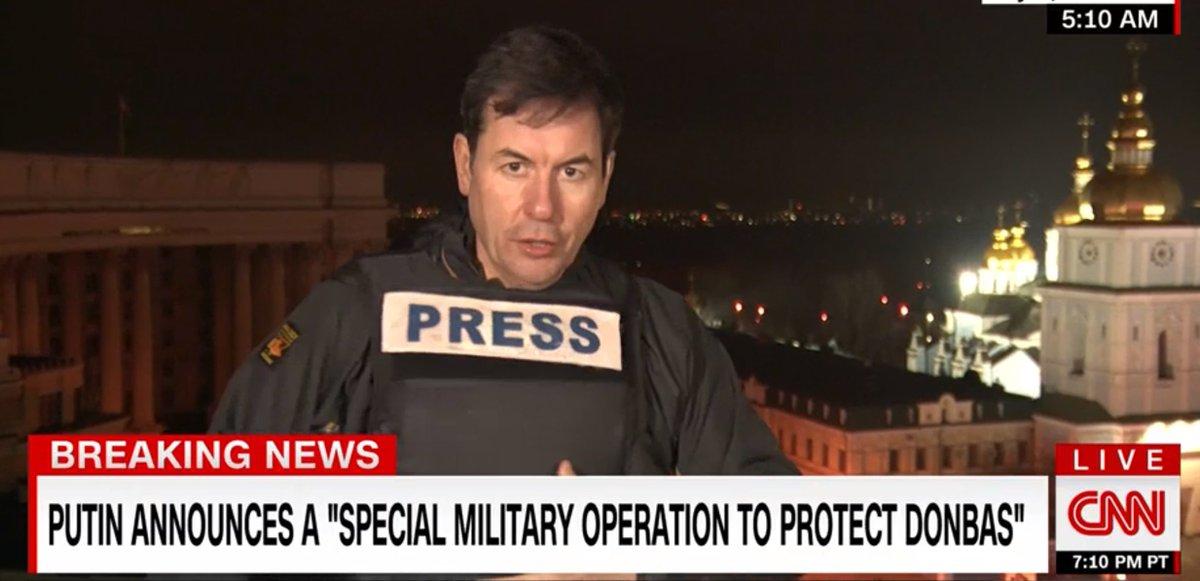 5:10 AM
PRESS
BREAKING NEWS
PUTIN ANNOUNCES A "SPECIAL MILITARY OPERATION TO PROTECT DONBAS"
LIVE
CNN
7:10 PM PT